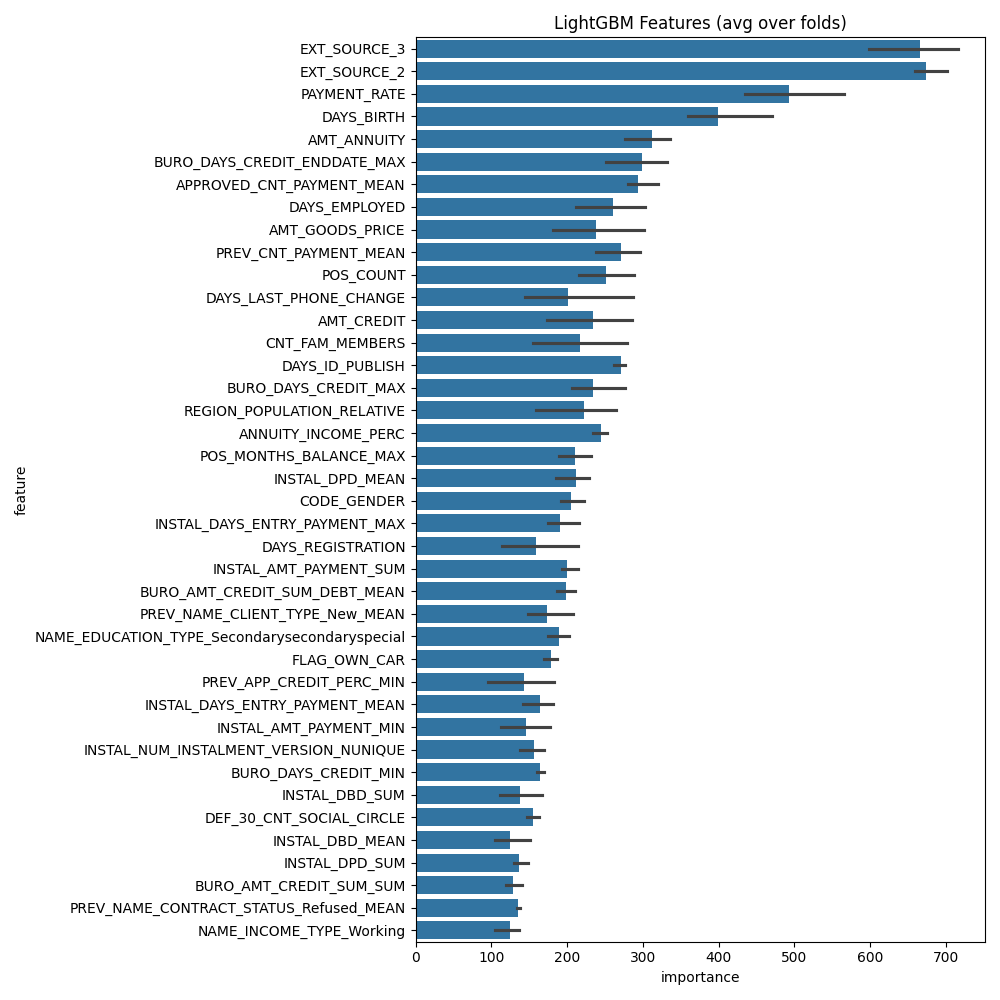 LightGBM Features (avg over folds)
EXT_SOURCE_3
EXT_SOURCE_2
PAYMENT_RATE
DAYS_BIRTH
AMT_ANNUITY
BURO_DAYS_CREDIT_ENDDATE_MAX
APPROVED_CNT_PAYMENT_MEAN
DAYS_EMPLOYED
AMT_GOODS_PRICE
PREV_CNT_PAYMENT_MEAN
POS_COUNT
DAYS_LAST_PHONE_CHANGE
AMT_CREDIT
CNT_FAM_MEMBERS
DAYS_ID_PUBLISH
BURO_DAYS_CREDIT_MAX
REGION_POPULATION_RELATIVE
ANNUITY_INCOME_PERC
POS_MONTHS_BALANCE_MAX
INSTAL_DPD_MEAN
CODE_GENDER
INSTAL_DAYS_ENTRY_PAYMENT_MAX
DAYS_REGISTRATION
INSTAL_AMT_PAYMENT_SUM
BURO_AMT_CREDIT_SUM_DEBT_MEAN
PREV_NAME_CLIENT_TYPE_New_MEAN
NAME_EDUCATION_TYPE_Secondarysecondaryspecial
FLAG_OWN_CAR
PREV_APP_CREDIT_PERC_MIN
INSTAL_DAYS_ENTRY_PAYMENT_MEAN
INSTAL_AMT_PAYMENT_MIN
INSTAL_NUM_INSTALMENT_VERSION_NUNIQUE
BURO_DAYS_CREDIT_MIN
INSTAL_DBD_SUM
DEF_30_CNT_SOCIAL_CIRCLE
INSTAL_DBD_MEAN
INSTAL_DPD_SUM
BURO_AMT_CREDIT_SUM_SUM
PREV_NAME_CONTRACT_STATUS_Refused_MEAN
NAME_INCOME_TYPE_Working
feature
0 100 200 300 400 500 600 700
importance